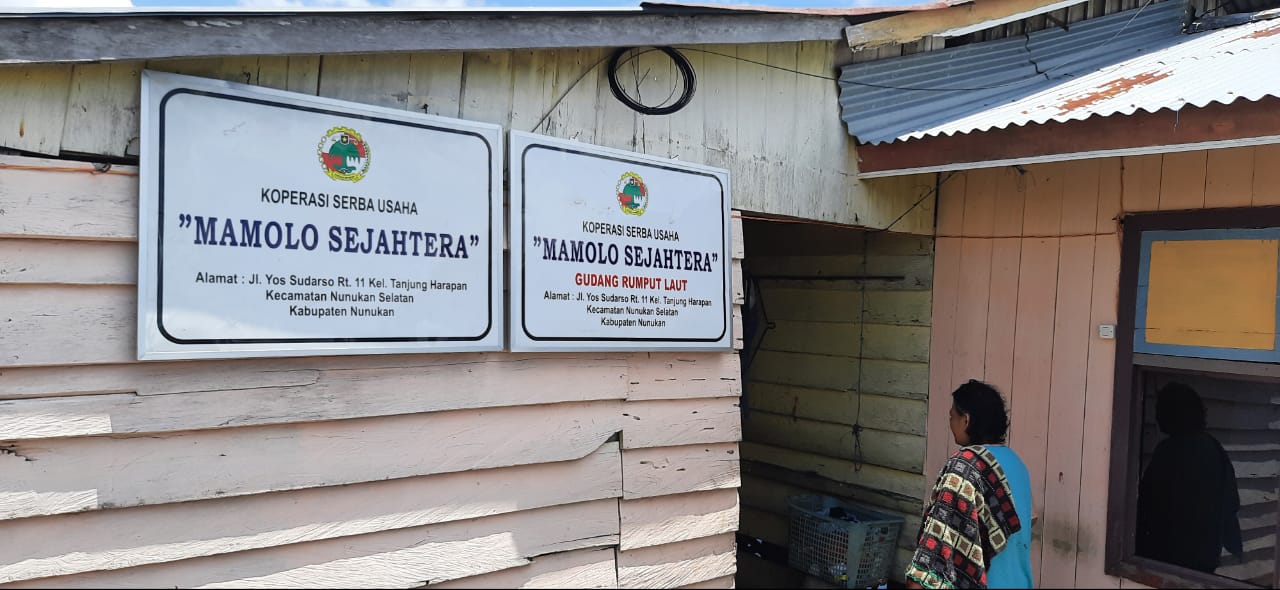 KOPERASI SERBA USAHA
"MAMOLO SEJAHTERA"
Alamat : Jl. Yos Sudarso Rt. 11 Kel. Tanjung Harapan
Kecamatan Nunukan Selatan
Kabupaten Nunukan
KOPERASI SERBA USAHA
"MAMOLO SEJAHTERA"
GUDANG RUMPUT LAUT
Alamat : Jl. Yos Sudarso Rt. 11 Kel. Tanjung Harapan
Kecamatan Nunukan Selatan
Kabupaten Nunukan